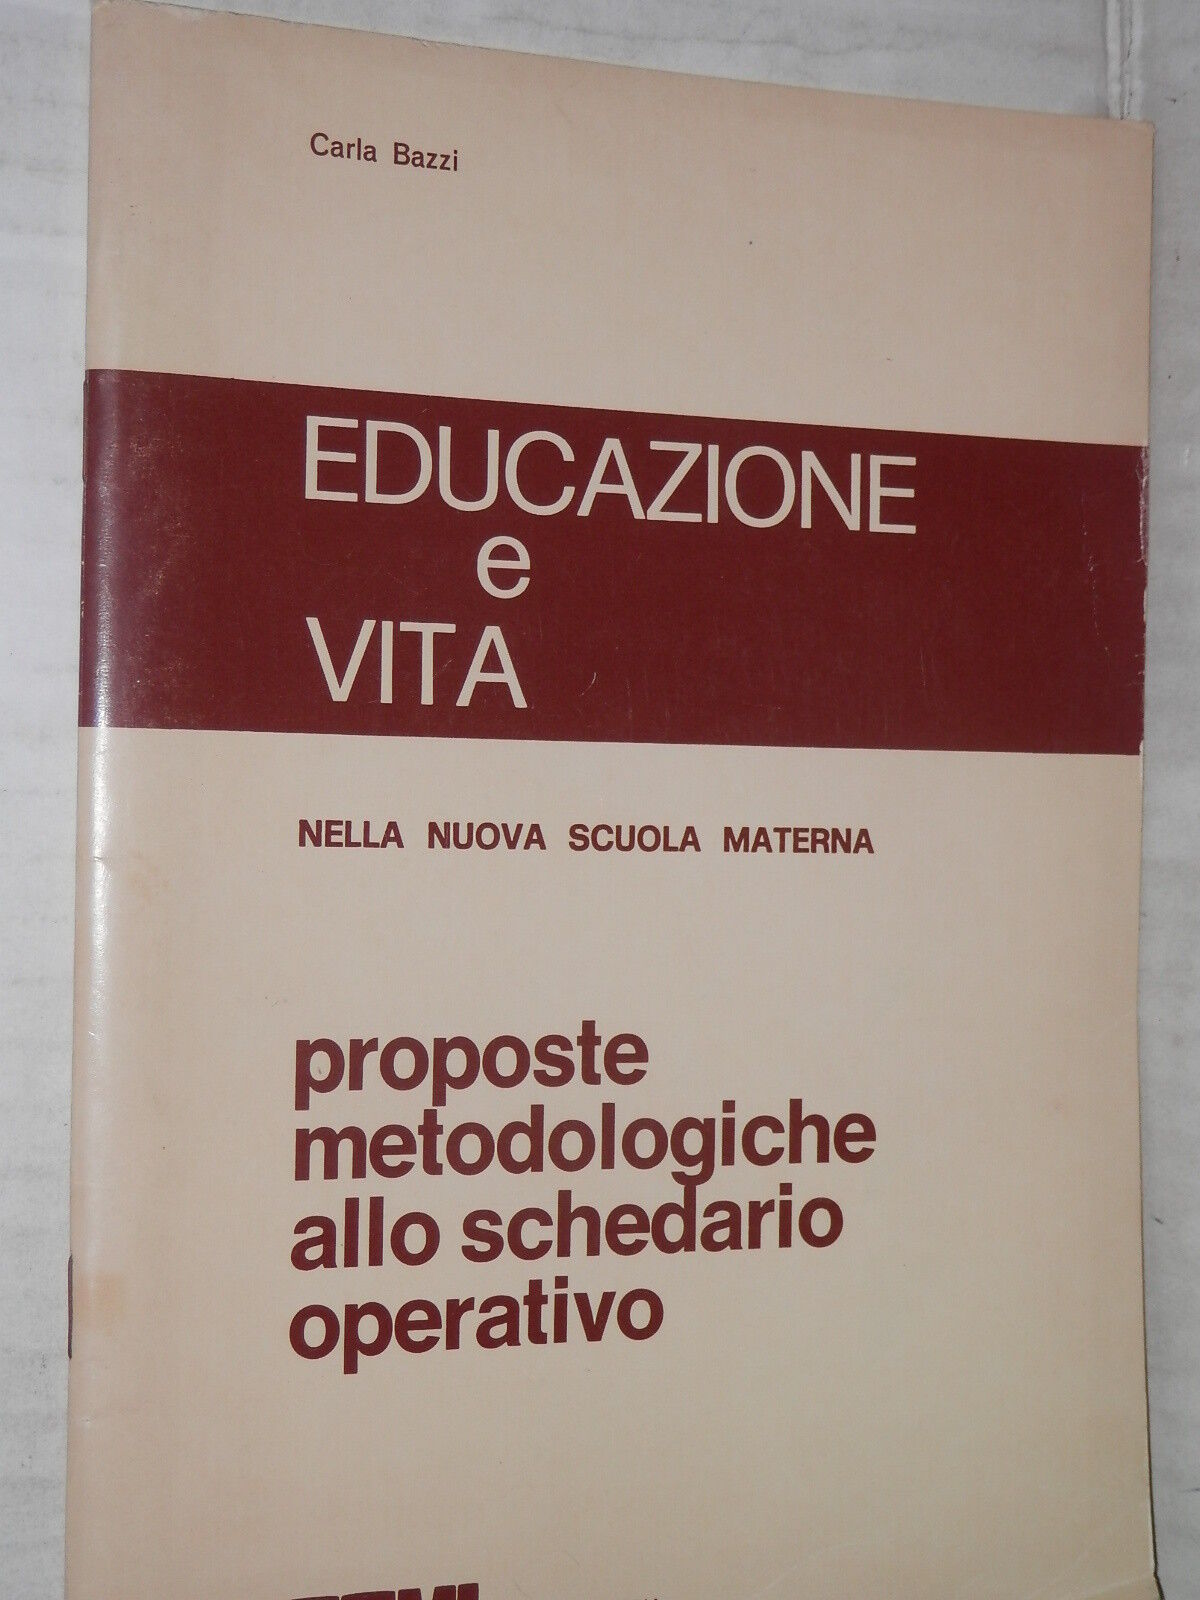 Carla Bazzi
EDUCAZIONE
e
VITA
NELLA NUOVA SCUOLA MATERNA
proposte
metodologiche
allo schedario
operativo